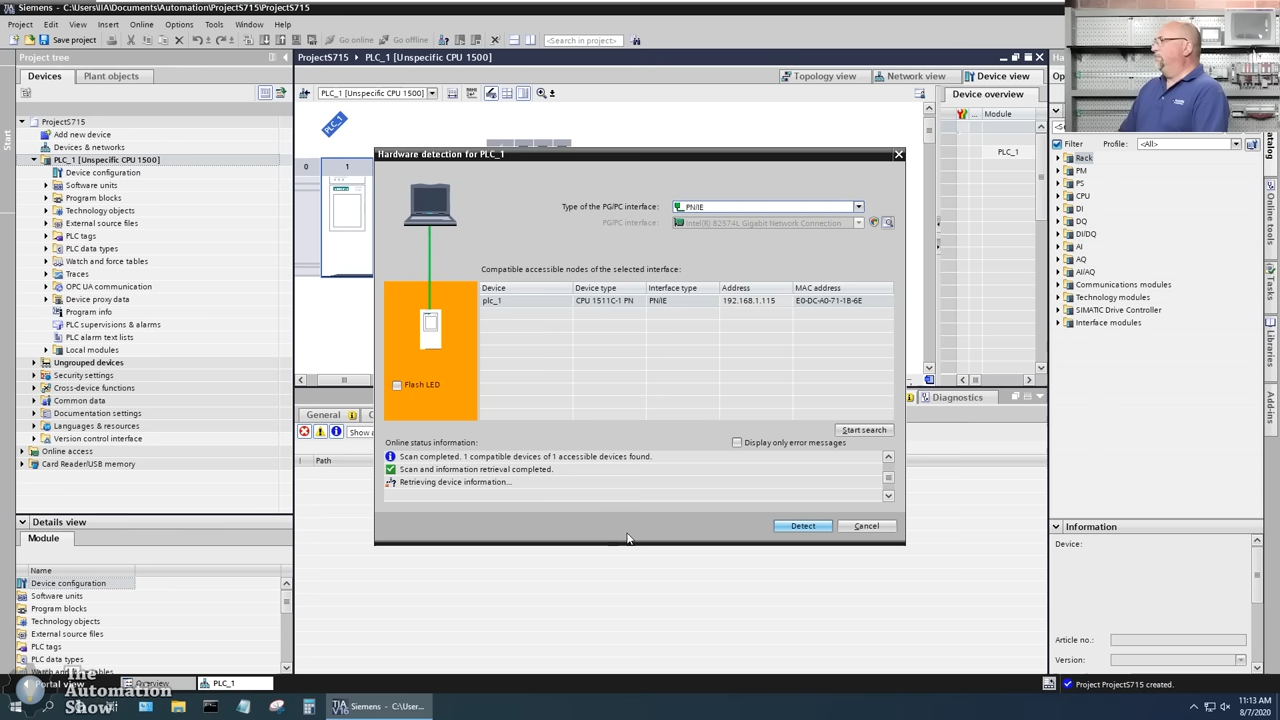 Siemens - C:\Users\IIA\Documents\Automation\ProjectS715\ProjectS715
Project Edit View Insert Online Options Tools Window Help
Save project
Go online
Go offline
<Search in project>
Project tree
Devices
Plant objects
ProjectS715
Add new device
Devices & networks
PLC_1 [Unspecific CPU 1500]
Device configuration
Software units
Program blocks
Technology objects
External source files
PLC tags
PLC data types
Watch and force tables
Traces
OPC UA communication
Device proxy data
Program info
PLC supervisions & alarms
PLC alarm text lists
Local modules
Ungrouped devices
Security settings
Cross-device functions
Common data
Documentation settings
Languages & resources
Version control interface
Online access
Card Reader/USB memory
Details view
Module
Name
Device configuration
Software units
Program blocks
Technology objects
External source files
PLC tags
PLC data types
Start
ProjectS715 PLC_1 [Unspecific CPU 1500]
Topology view
Network view
Device view
PLC_1 [Unspecific CPU 1500]
Device overview
... Module
PLC_1
PLC_1
0
1
Hardware detection for PLC_1
Type of the PG/PC interface: PN/IE
PG/PC interface: Intel(R) 82574L Gigabit Network Connection
Compatible accessible nodes of the selected interface:
Device Device type Interface type Address MAC address
plc_1 CPU 1511C-1 PN PN/IE 192.168.1.115 E0-DC-A0-71-1B-6E
Flash LED
Start search
Online status information:
Display only error messages
Scan completed. 1 compatible devices of 1 accessible devices found.
Scan and information retrieval completed.
Retrieving device information...
Detect
Cancel
General
Diagnostics
Show a
Path
Filter
Profile: <All>
Rack
PM
PS
CPU
DI
DQ
DI/DQ
AI
AQ
AI/AQ
Communications modules
Technology modules
SIMATIC Drive Controller
Interface modules
Online tools
Tasks
Libraries
Add-ins
Information
Device:
Article no.:
Version:
Portal view
Overview
PLC_1
Project ProjectS715 created.
The
Automation
Show
Siemens - C:\User...
11:13 AM
8/7/2020